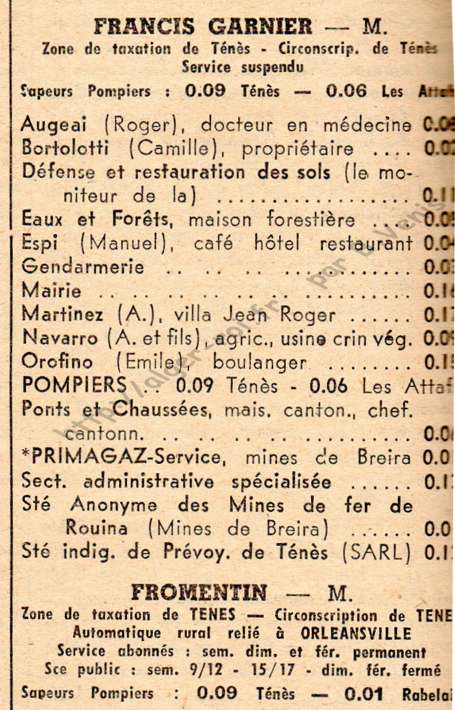 FRANCIS GARNIER — M.
Zone de taxation de Ténès - Circonscrip. de Ténès
Service suspendu
Sapeurs Pompiers : 0.09 Ténès — 0.06 Les
Augeai (Roger), docteur en médecine
Bortolotti (Camille), propriétaire .... 0.02
Défense et restauration des sols (le mo-
niteur de la) ................ 0.11
Eaux et Forêts, maison forestière ..
Espi (Manuel), café hôtel restaurant 0.04
Gendarmerie .. .. .. .. .. ..
Mairie .. .. .. .. .. .. ..
Martinez (A.), villa Jean Roger ....
Navarro (A. et fils), agric., usine crin vég.
Orofino (Emile), boulanger ........
POMPIERS .. 0.09 Ténès - 0.06 Les
Ponts et Chaussées, mais. canton., chef.
cantonn. ....................
*PRIMAGAZ-Service, mines de Breira
Sect. administrative spécialisée ......
Sté Anonyme des Mines de fer de
Rouina (Mines de Breira) ......
Sté indig. de Prévoy. de Ténès (SARL)
FROMENTIN — M.
Zone de taxation de TENES — Circonscription de
Automatique rural relié à ORLEANSVILLE
Service abonnés : sem. dim. et fér. permanent
Sce public : sem. 9/12 - 15/17 - dim. fér. fermé
Sapeurs Pompiers : 0.09 Ténès — 0.01